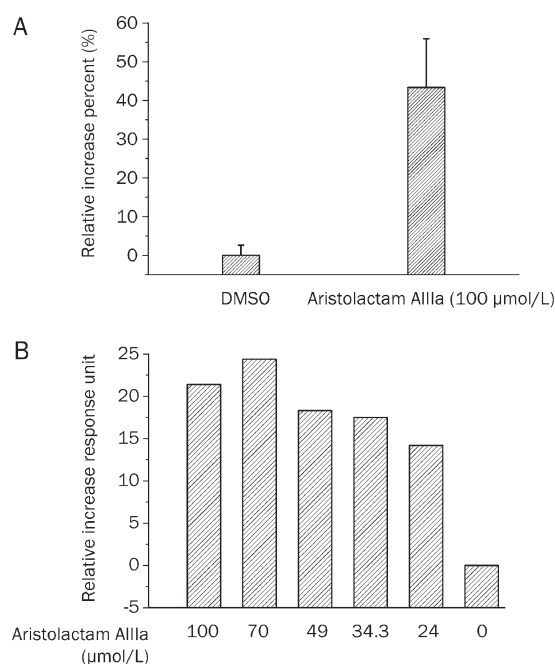 A
Relative increase percent (%)
60
50
40
30
20
10
0
DMSO
Aristolactam AIIIa (100 µmol/L)
B
Relative increase response unit
25
20
15
10
5
0
-5
Aristolactam AIIIa
(µmol/L)
100 70 49 34.3 24 0